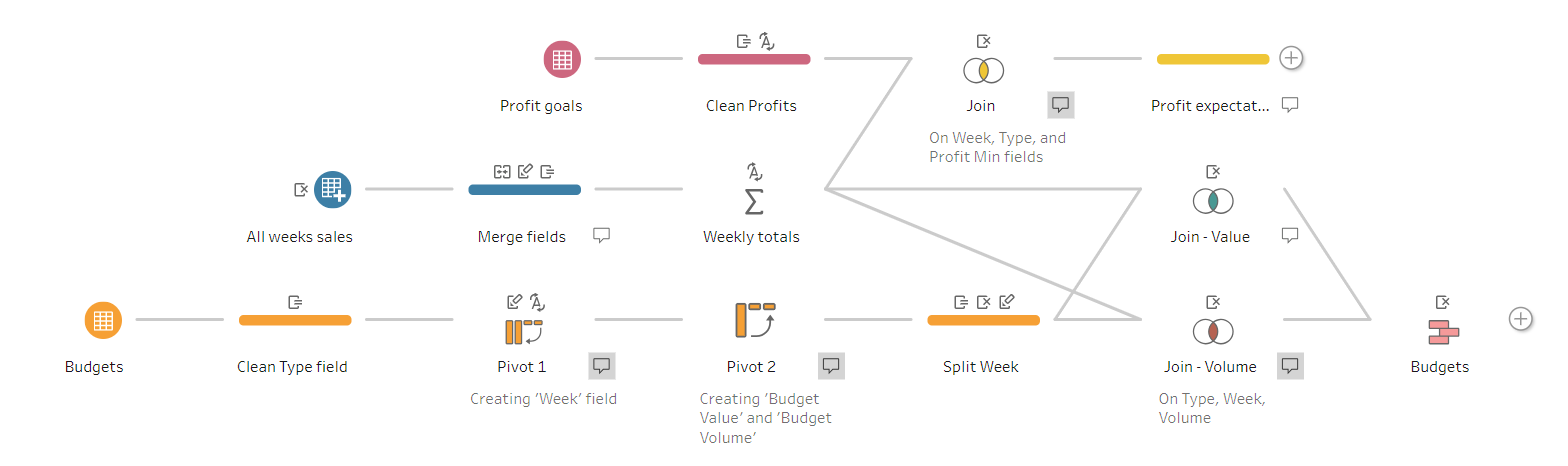 Profit goals
Clean Profits
Join
Profit expectat...
On Week, Type, and
Profit Min fields
All weeks sales
Merge fields
Weekly totals
Join - Value
Budgets
Clean Type field
Pivot 1
Pivot 2
Split Week
Join - Volume
Budgets
Creating 'Week' field
Creating 'Budget
Value' and 'Budget
Volume'
On Type, Week,
Volume